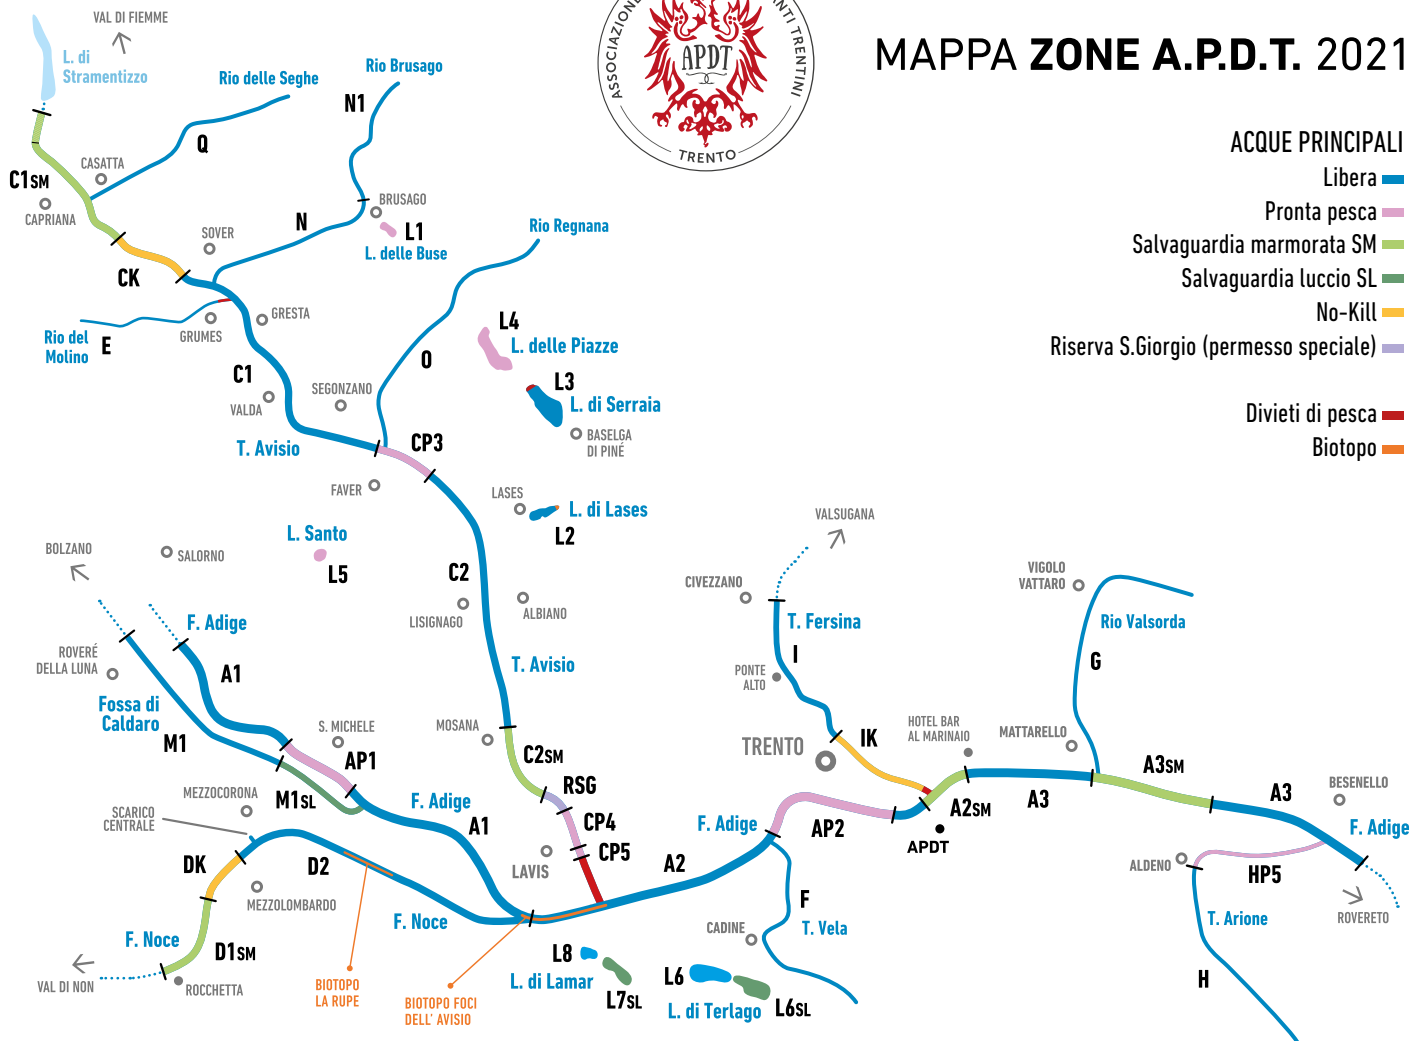 VAL DI FIEMME
L. di
Stramentizzo
Rio delle Seghe
Rio Brusago
N1
Q
CASATTA
C1SM
CAPRIANA
BRUSAGO
L1
L. delle Buse
N
SOVER
CK
Rio Regnana
GRESTA
GRUMES
Rio del
Molino
E
C1
VALDA
SEGONZANO
O
L4
L. delle Piazze
L3
L. di Serraia
BASELGA
DI PINÉ
T. Avisio
CP3
FAVER
LASES
L. di Lases
L2
L. Santo
L5
ASSOCIAZIONE
ANTI TRENTINI
APDT
TRENTO
MAPPA ZONE A.P.D.T. 2021
ACQUE PRINCIPALI
Libera
Pronta pesca
Salvaguardia marmorata SM
Salvaguardia luccio SL
No-Kill
Riserva S.Giorgio (permesso speciale)
Divieti di pesca
Biotopo
BOLZANO
SALORNO
C2
LISIGNAGO
ALBIANO
F. Adige
ROVERÉ
DELLA LUNA
A1
Fossa di
Caldaro
M1
S. MICHELE
AP1
T. Avisio
MOSANA
C2SM
RSG
CP4
CP5
LAVIS
MEZZOCORONA
M1SL
SCARICO
CENTRALE
F. Adige
A1
DK
D2
MEZZOLOMBARDO
F. Noce
D1SM
F. Noce
VAL DI NON
ROCCHETTA
BIOTOPO
LA RUPE
BIOTOPO FOCI
DELL' AVISIO
L8
L. di Lamar
L7SL
L6
L. di Terlago
L6SL
A2
F. Adige
AP2
F
T. Vela
CADINE
VALSUGANA
CIVEZZANO
T. Fersina
I
PONTE
ALTO
TRENTO
IK
HOTEL BAR
AL MARINAIO
A2SM
APDT
A3
MATTARELLO
VIGOLO
VATTARO
Rio Valsorda
G
A3SM
A3
BESENELLO
F. Adige
ALDENO
HP5
ROVERETO
T. Arione
H